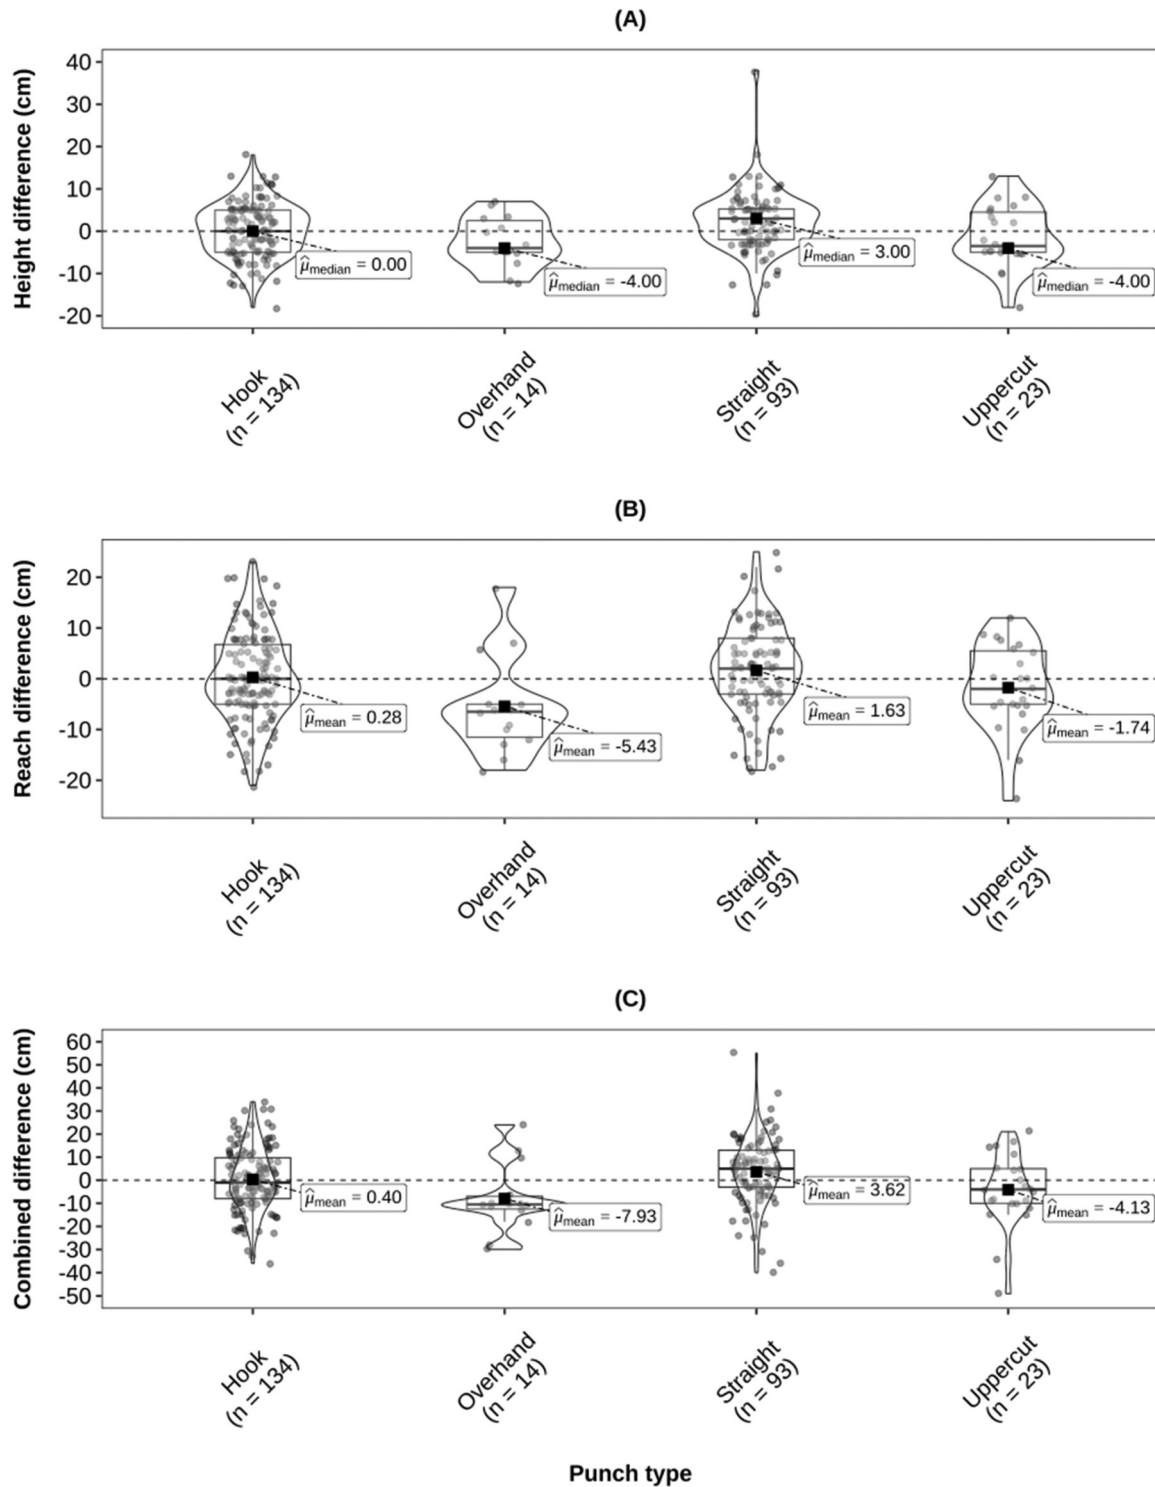 (A)
Height difference (cm)
40
30
20
10
0
-10
-20
μ̂median = 0.00
μ̂median = -4.00
μ̂median = 3.00
μ̂median = -4.00
Hook
(n = 134)
Overhand
(n = 14)
Straight
(n = 93)
Uppercut
(n = 23)
(B)
Reach difference (cm)
20
10
0
-10
-20
μ̂mean = 0.28
μ̂mean = -5.43
μ̂mean = 1.63
μ̂mean = -1.74
Hook
(n = 134)
Overhand
(n = 14)
Straight
(n = 93)
Uppercut
(n = 23)
(C)
Combined difference (cm)
60
50
40
30
20
10
0
-10
-20
-30
-40
-50
μ̂mean = 0.40
μ̂mean = -7.93
μ̂mean = 3.62
μ̂mean = -4.13
Hook
(n = 134)
Overhand
(n = 14)
Straight
(n = 93)
Uppercut
(n = 23)
Punch type